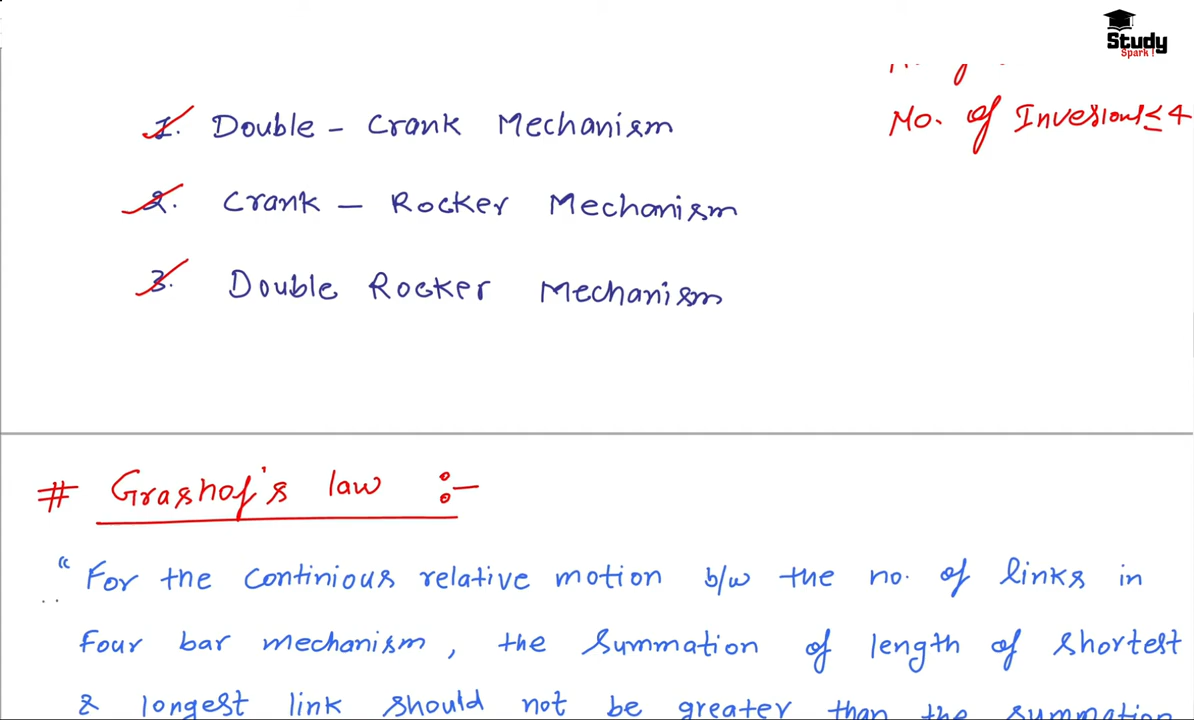 Study
Spark !
No. of Inversions ≤ 4
1. Double - Crank Mechanism
2. Crank - Rocker Mechanism
3. Double Rocker Mechanism
# Grashof's law :-
“ For the continious relative motion b/w the no. of links in
four bar mechanism, the summation of length of shortest
& longest link should not be greater than the summation